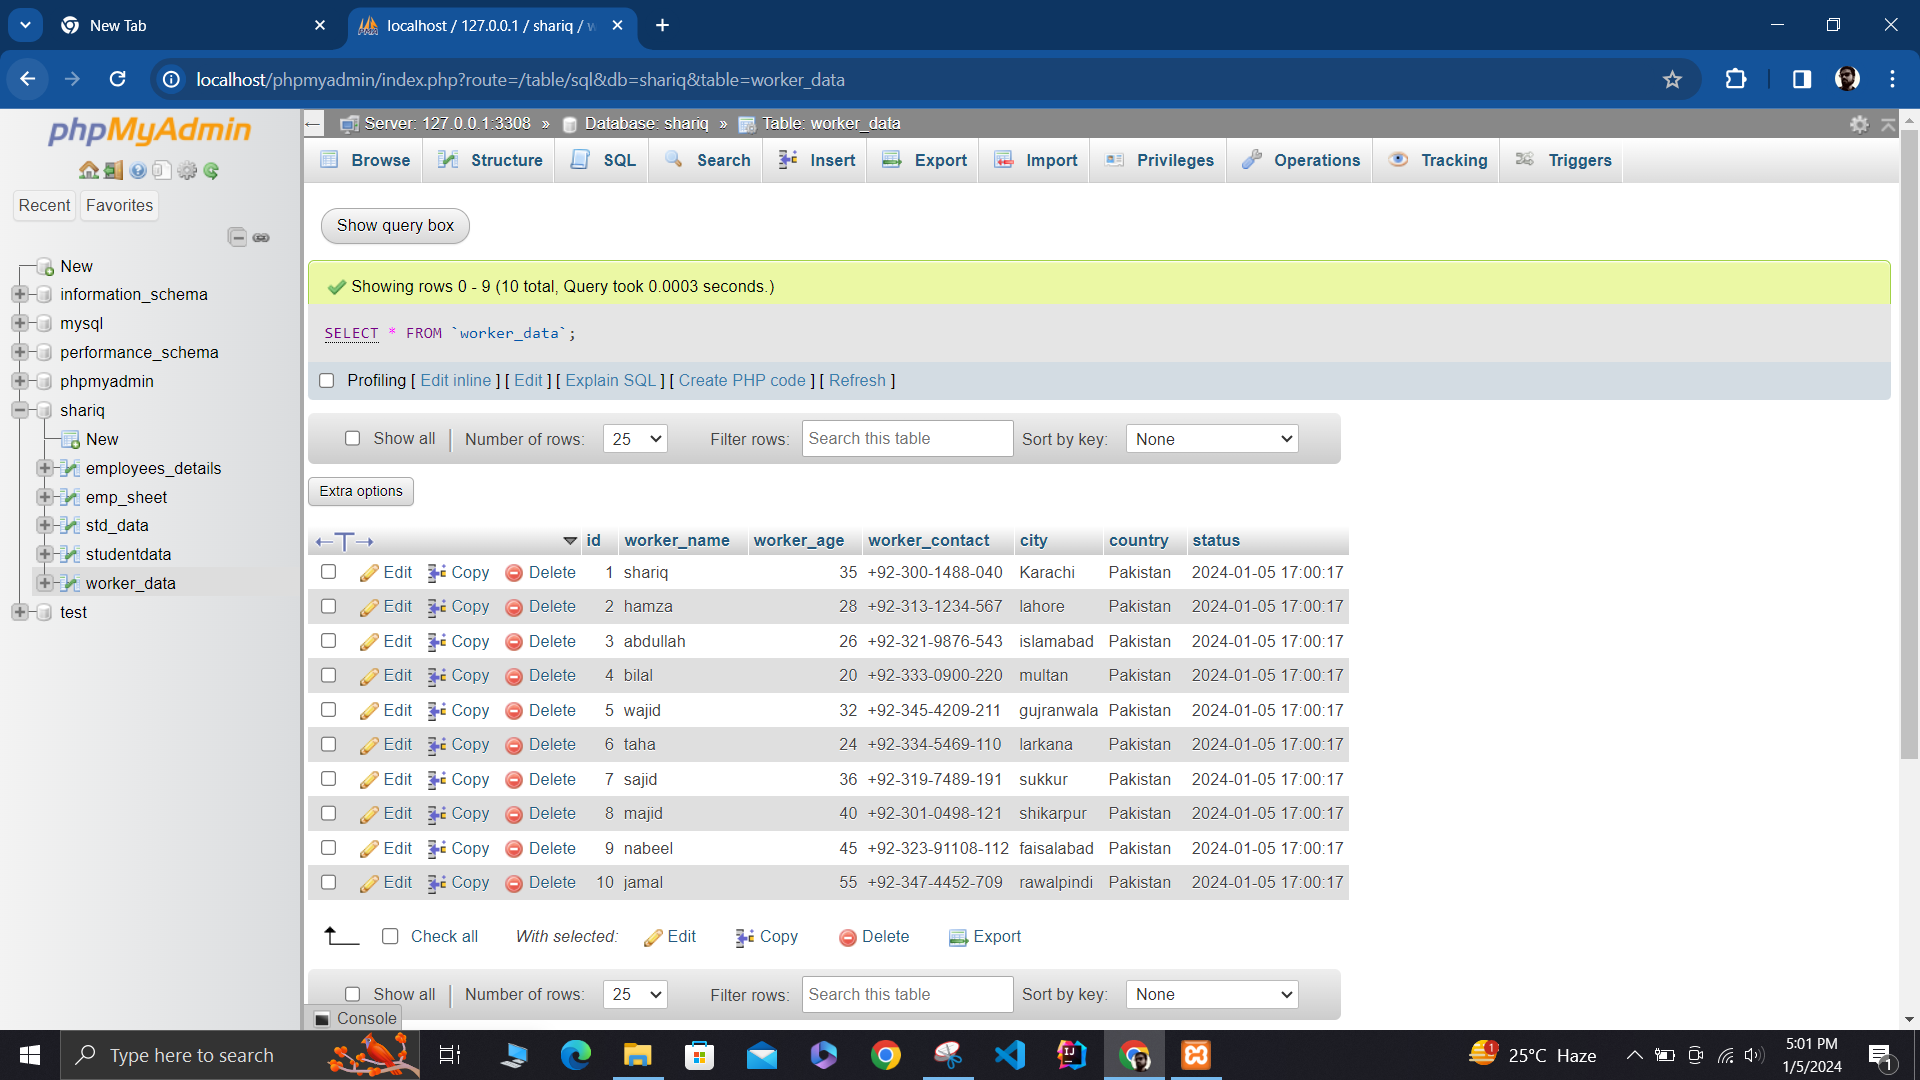 New Tab
localhost / 127.0.0.1 / shariq / w
localhost/phpmyadmin/index.php?route=/table/sql&db=shariq&table=worker_data
phpMyAdmin
Recent Favorites
New
information_schema
mysql
performance_schema
phpmyadmin
shariq
New
employees_details
emp_sheet
std_data
studentdata
worker_data
test
Server: 127.0.0.1:3308 » Database: shariq » Table: worker_data
Browse Structure SQL Search Insert Export Import Privileges Operations Tracking Triggers
Show query box
Showing rows 0 - 9 (10 total, Query took 0.0003 seconds.)
SELECT * FROM `worker_data`;
Profiling [ Edit inline ] [ Edit ] [ Explain SQL ] [ Create PHP code ] [ Refresh ]
Show all Number of rows: 25 Filter rows: Search this table Sort by key: None
Extra options
←T→ id worker_name worker_age worker_contact city country status
Edit Copy Delete 1 shariq 35 +92-300-1488-040 Karachi Pakistan 2024-01-05 17:00:17
Edit Copy Delete 2 hamza 28 +92-313-1234-567 lahore Pakistan 2024-01-05 17:00:17
Edit Copy Delete 3 abdullah 26 +92-321-9876-543 islamabad Pakistan 2024-01-05 17:00:17
Edit Copy Delete 4 bilal 20 +92-333-0900-220 multan Pakistan 2024-01-05 17:00:17
Edit Copy Delete 5 wajid 32 +92-345-4209-211 gujranwala Pakistan 2024-01-05 17:00:17
Edit Copy Delete 6 taha 24 +92-334-5469-110 larkana Pakistan 2024-01-05 17:00:17
Edit Copy Delete 7 sajid 36 +92-319-7489-191 sukkur Pakistan 2024-01-05 17:00:17
Edit Copy Delete 8 majid 40 +92-301-0498-121 shikarpur Pakistan 2024-01-05 17:00:17
Edit Copy Delete 9 nabeel 45 +92-323-91108-112 faisalabad Pakistan 2024-01-05 17:00:17
Edit Copy Delete 10 jamal 55 +92-347-4452-709 rawalpindi Pakistan 2024-01-05 17:00:17
Check all With selected: Edit Copy Delete Export
Show all Number of rows: 25 Filter rows: Search this table Sort by key: None
Console
Type here to search
1
25°C Haze
5:01 PM
1/5/2024
1